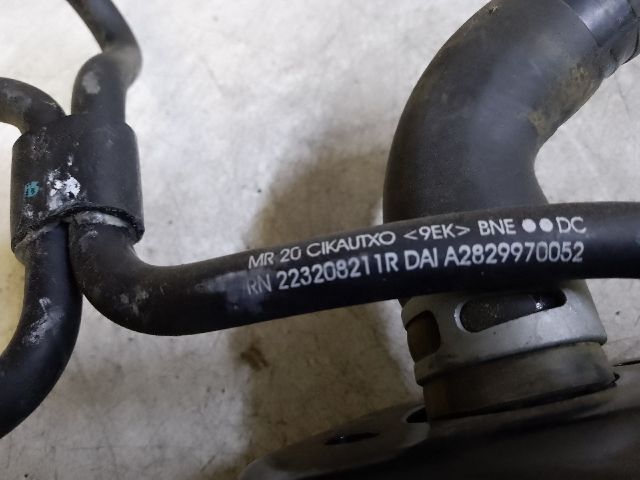 MR 20 CIKAUTXO <9EK> BNE ●● DC
RN 223208211R DAI A2829970052